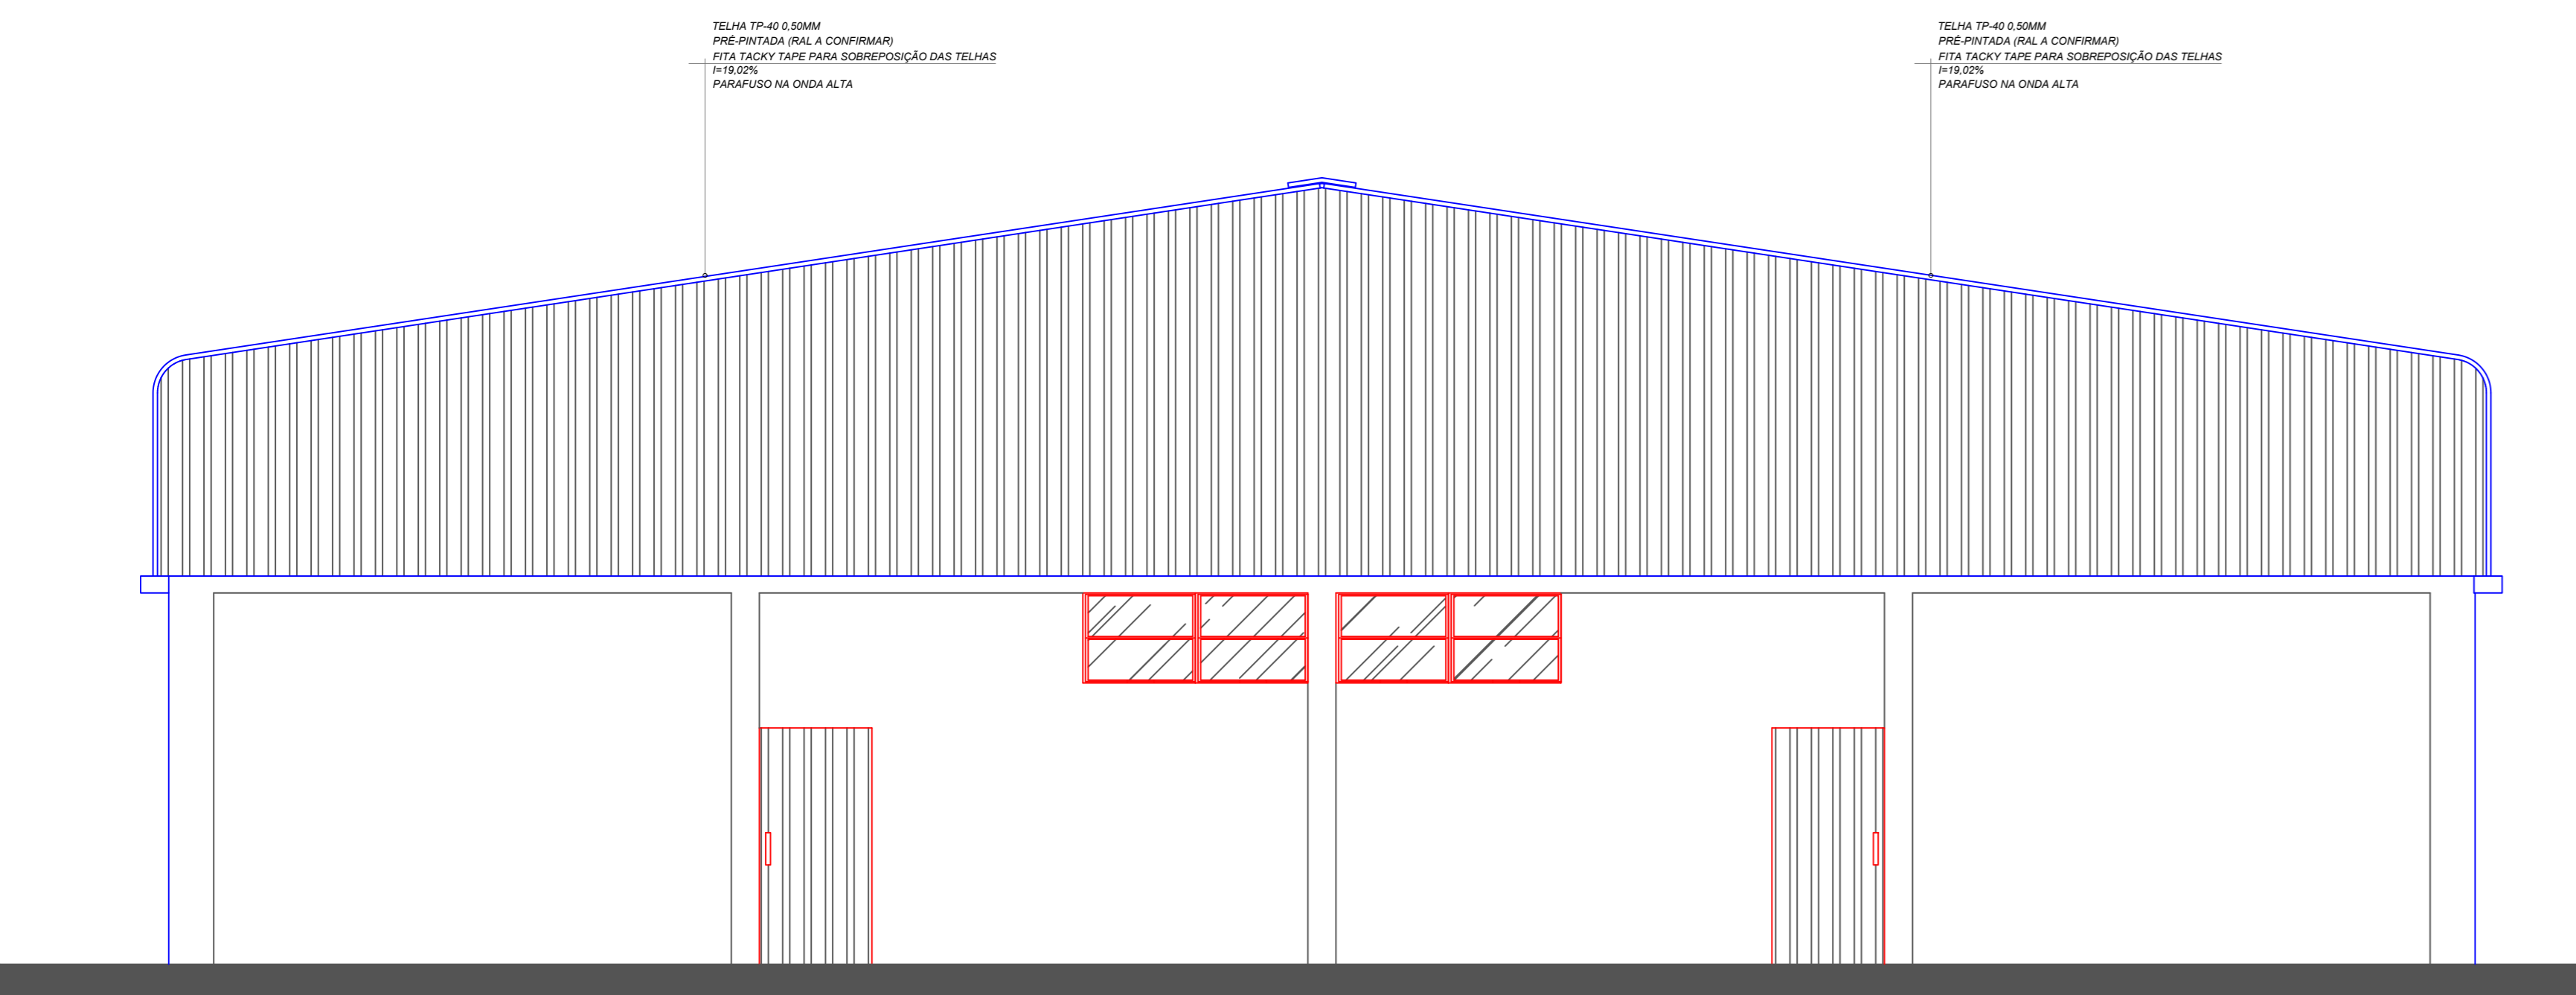 TELHA TP-40 0,50MM
PRÉ-PINTADA (RAL A CONFIRMAR)
FITA TACKY TAPE PARA SOBREPOSIÇÃO DAS TELHAS
I=19,02%
PARAFUSO NA ONDA ALTA
TELHA TP-40 0,50MM
PRÉ-PINTADA (RAL A CONFIRMAR)
FITA TACKY TAPE PARA SOBREPOSIÇÃO DAS TELHAS
I=19,02%
PARAFUSO NA ONDA ALTA